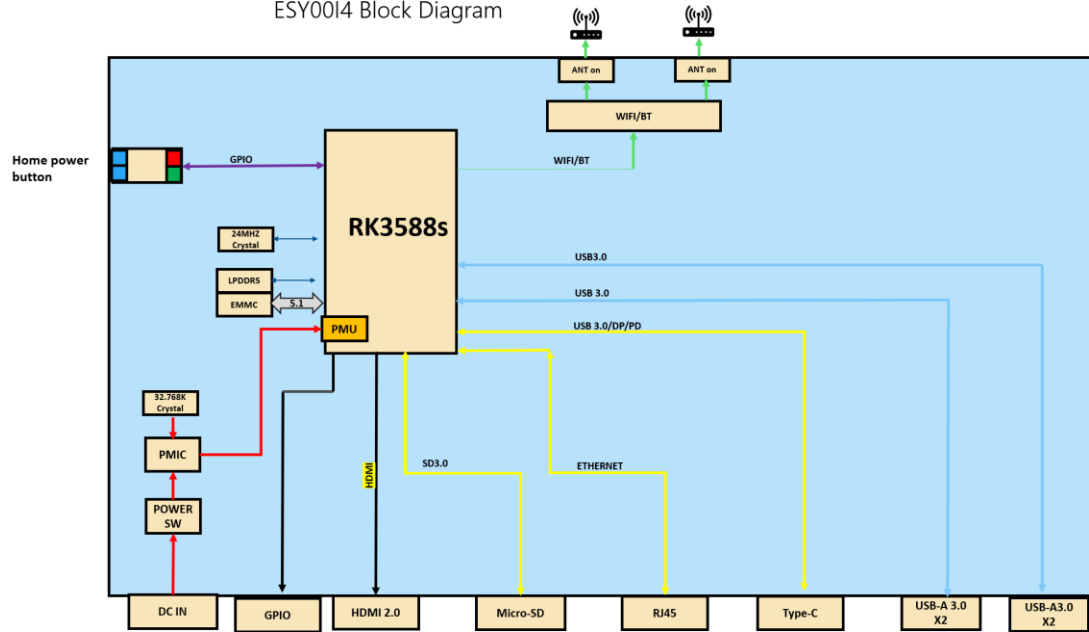 ESY00I4 Block Diagram
ANT on
ANT on
WIFI/BT
Home power
button
GPIO
WIFI/BT
RK3588s
24MHZ
Crystal
USB3.0
LPDDR5
EMMC
5.1
USB 3.0
PMU
USB 3.0/DP/PD
32.768K
Crystal
PMIC
HDMI
SD3.0
ETHERNET
POWER
SW
DC IN
GPIO
HDMI 2.0
Micro-SD
RJ45
Type-C
USB-A 3.0
X2
USB-A3.0
X2